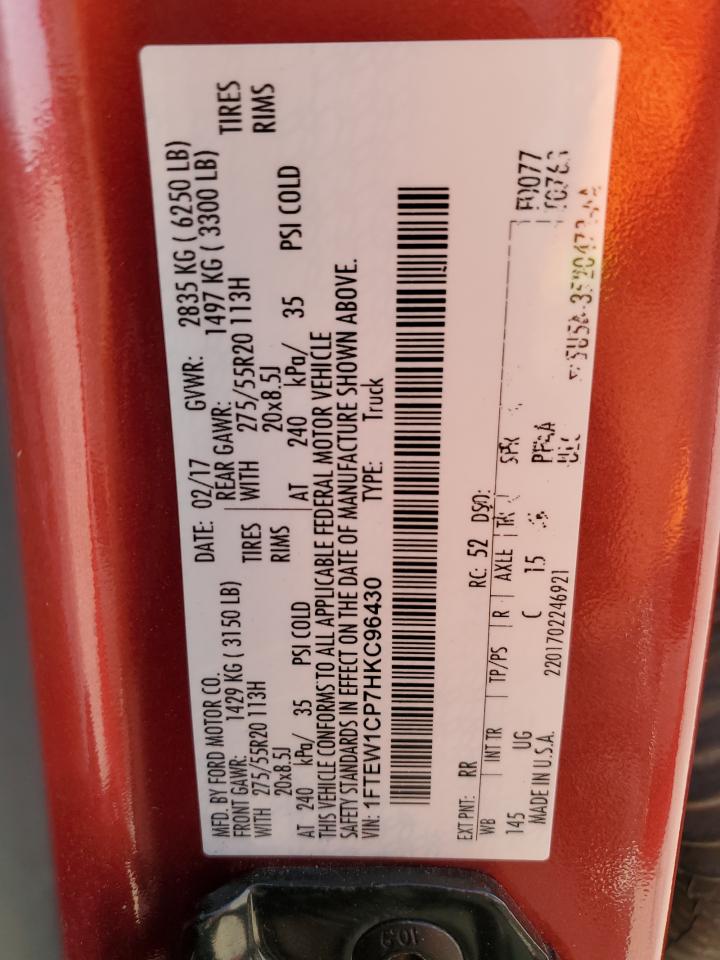 MFD. BY FORD MOTOR CO. DATE: 02/17 GVWR: 2835 KG ( 6250 LB)
FRONT GAWR: 1429 KG ( 3150 LB) REAR GAWR: 1497 KG ( 3300 LB)
WITH 275/55R20 113H TIRES WITH 275/55R20 113H TIRES
20x8.5J RIMS 20x8.5J RIMS
AT 240 kPa/ 35 PSI COLD AT 240 kPa/ 35 PSI COLD
THIS VEHICLE CONFORMS TO ALL APPLICABLE FEDERAL MOTOR VEHICLE
SAFETY STANDARDS IN EFFECT ON THE DATE OF MANUFACTURE SHOWN ABOVE.
VIN: 1FTEW1CP7HKC96430 TYPE: Truck
EXT PNT: RR RC: 52 DSO: F0077
WB INT TR TP/PS R AXLE TR SPR
145 UG C 15
MADE IN U.S.A. 2201702246921